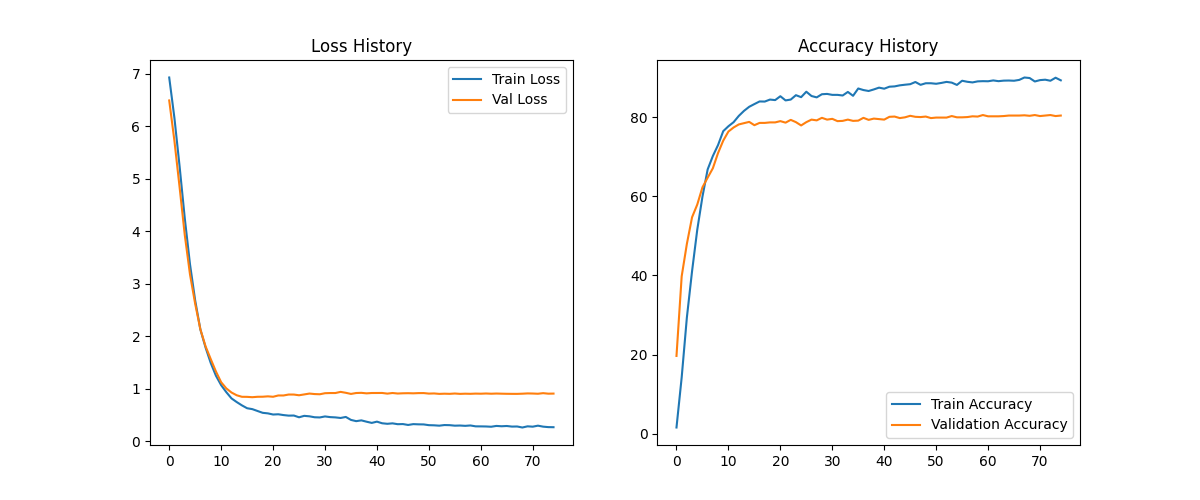 Loss History
7
6
5
4
3
2
1
0
0 10 20 30 40 50 60 70
Train Loss
Val Loss
Accuracy History
80
60
40
20
0
0 10 20 30 40 50 60 70
Train Accuracy
Validation Accuracy